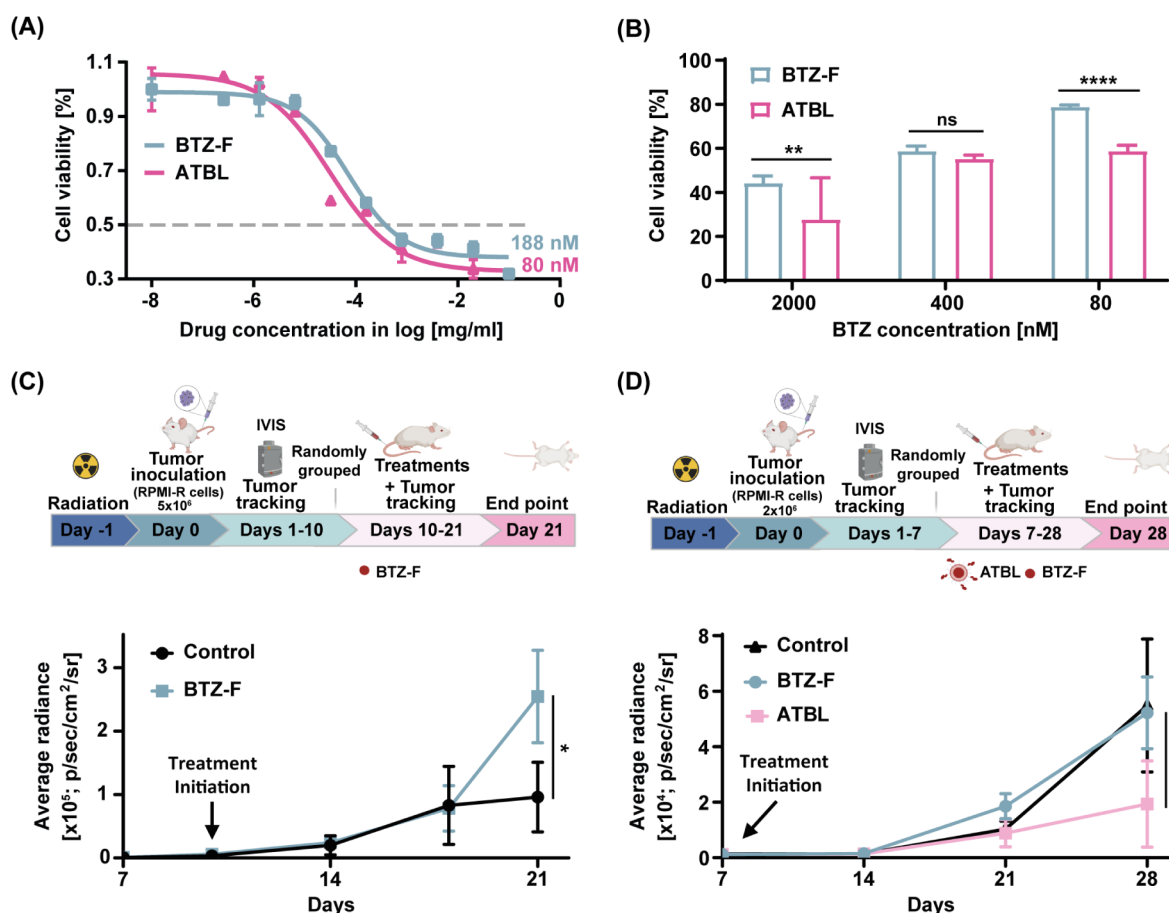 (A)
Cell viability [%]
1.1
0.9
0.7
0.5
0.3
BTZ-F
ATBL
188 nM
80 nM
-8
-6
-4
-2
0
Drug concentration in log [mg/ml]
(B)
Cell viability [%]
100
80
60
40
20
0
BTZ-F
ATBL
**
ns
****
2000
400
80
BTZ concentration [nM]
(C)
Radiation
Tumor
inoculation
(RPMI-R cells)
5x10⁶
IVIS
Tumor
tracking
Randomly
grouped
Treatments
+ Tumor
tracking
End point
Day -1
Day 0
Days 1-10
Days 10-21
Day 21
BTZ-F
Average radiance
[x10⁵; p/sec/cm²/sr]
3
2
1
0
Control
BTZ-F
Treatment
Initiation
*
7
14
21
Days
(D)
Radiation
Tumor
inoculation
(RPMI-R cells)
2x10⁶
IVIS
Tumor
tracking
Randomly
grouped
Treatments
+ Tumor
tracking
End point
Day -1
Day 0
Days 1-7
Days 7-28
Day 28
ATBL
BTZ-F
Average radiance
[x10⁴; p/sec/cm²/sr]
8
6
4
2
0
Control
BTZ-F
ATBL
Treatment
Initiation
7
14
21
28
Days